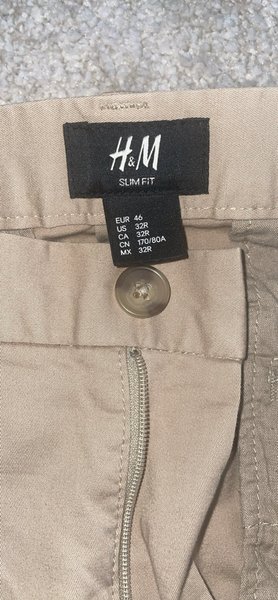 H&M
SLIM FIT
EUR 46
US 32R
CA 32R
CN 170/80A
MX 32R